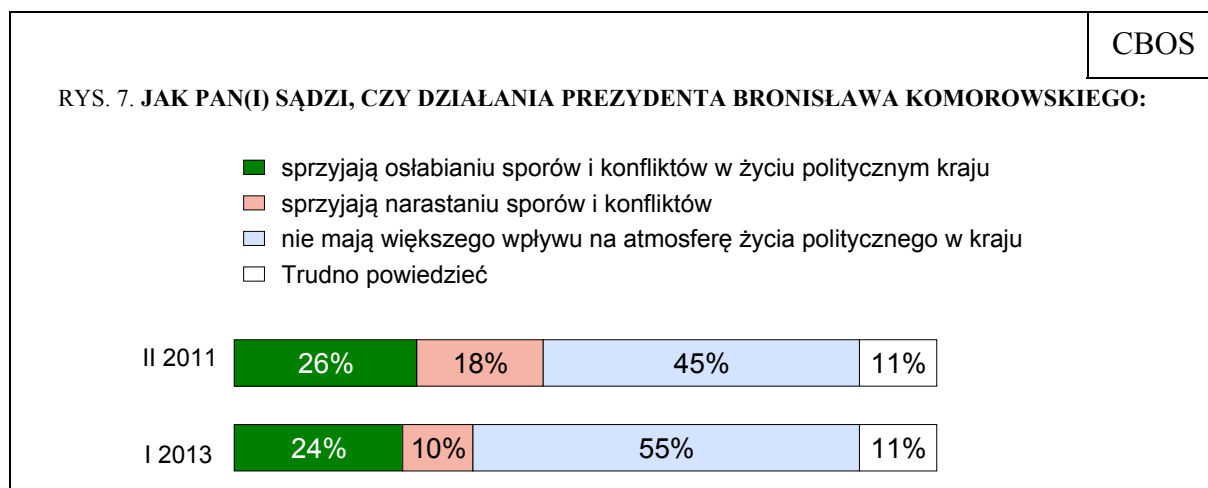 CBOS
RYS. 7. JAK PAN(I) SĄDZI, CZY DZIAŁANIA PREZYDENTA BRONISŁAWA KOMOROWSKIEGO:
sprzyjają osłabianiu sporów i konfliktów w życiu politycznym kraju
sprzyjają narastaniu sporów i konfliktów
nie mają większego wpływu na atmosferę życia politycznego w kraju
Trudno powiedzieć
II 2011 26% 18% 45% 11%
I 2013 24% 10% 55% 11%